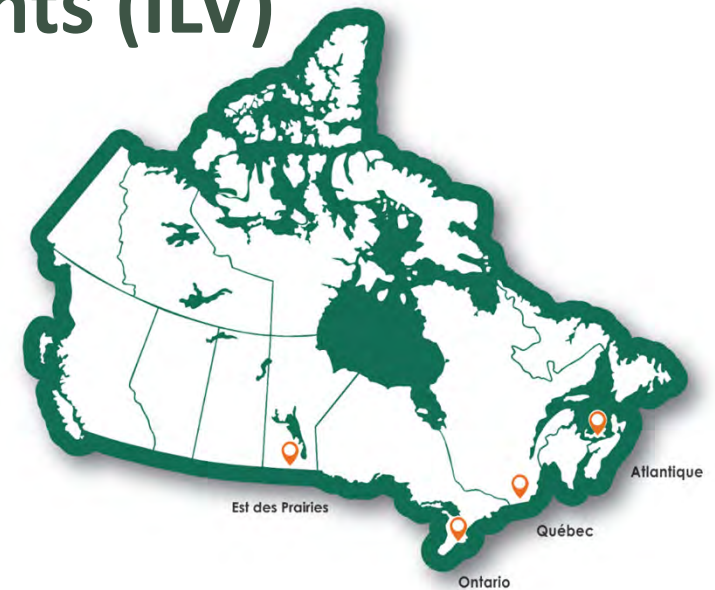 nts (ILV)
Atlantique
Est des Prairies
Québec
Ontario